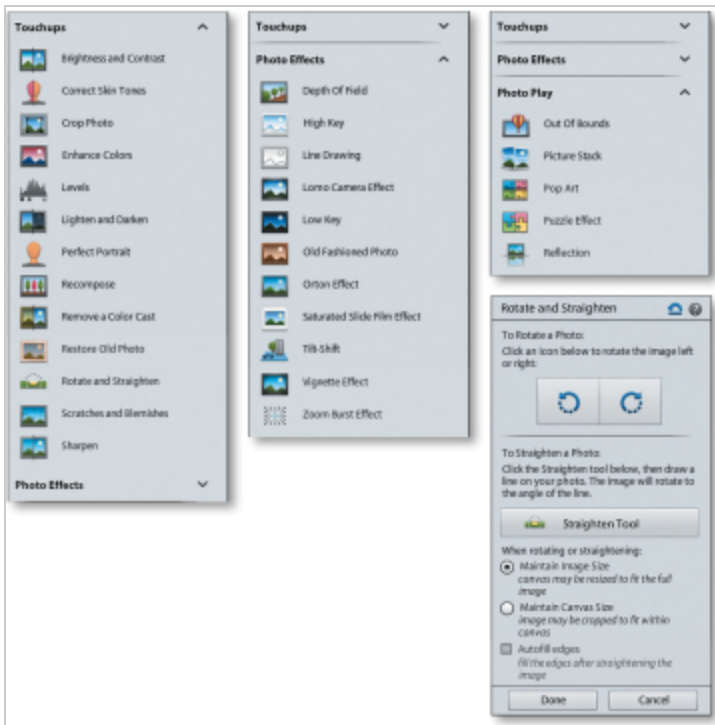 Touchups
Brightness and Contrast
Correct Skin Tones
Crop Photo
Enhance Colors
Levels
Lighten and Darken
Perfect Portrait
Recompose
Remove a Color Cast
Restore Old Photo
Rotate and Straighten
Scratches and Blemishes
Sharpen
Photo Effects
Touchups
Photo Effects
Depth Of Field
High Key
Line Drawing
Lomo Camera Effect
Low Key
Old Fashioned Photo
Orton Effect
Saturated Slide Film Effect
Tilt-Shift
Vignette Effect
Zoom Burst Effect
Touchups
Photo Effects
Photo Play
Out Of Bounds
Picture Stack
Pop Art
Puzzle Effect
Reflection
Rotate and Straighten
To Rotate a Photo:
Click an icon below to rotate the image left
or right:
To Straighten a Photo:
Click the Straighten tool below, then draw a
line on your photo. The image will rotate to
the angle of the line.
Straighten Tool
When rotating or straightening:
Maintain Image Size
canvas may be resized to fit the full
image
Maintain Canvas Size
image may be cropped to fit within
canvas
Autofill edges
fill the edges after straightening the
image
Done
Cancel